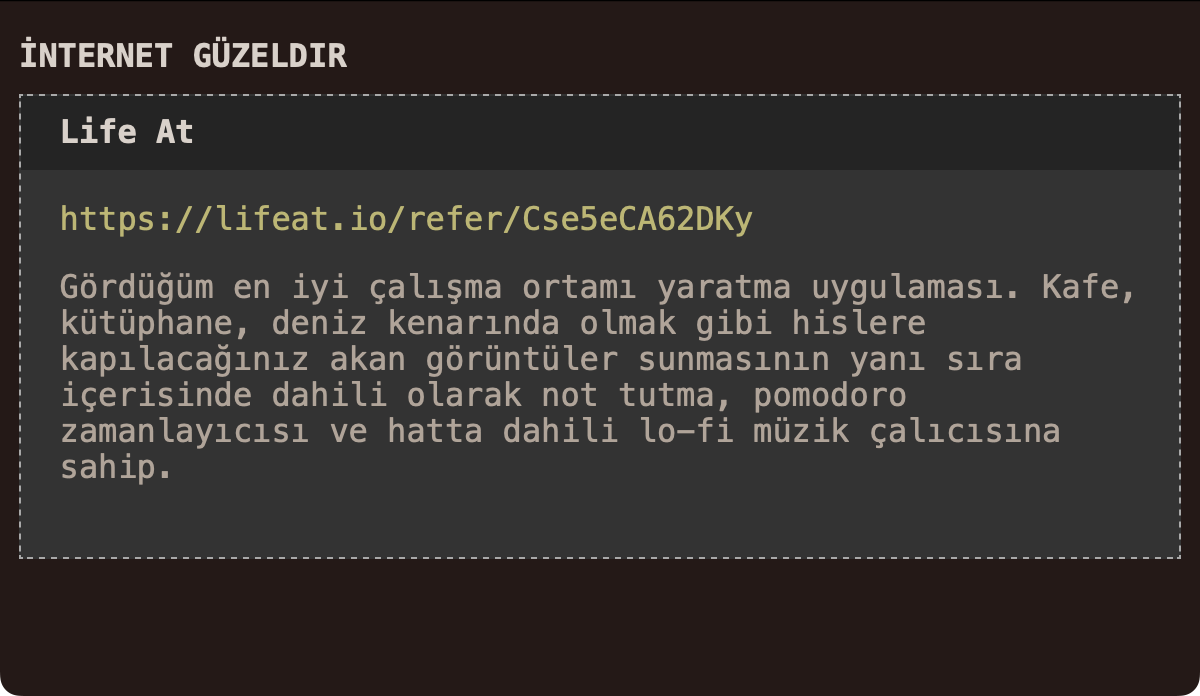 İNTERNET GÜZELDIR
Life At
https://lifeat.io/refer/Cse5eCA62DKy
Gördüğüm en iyi çalışma ortamı yaratma uygulaması. Kafe,
kütüphane, deniz kenarında olmak gibi hislere
kapılacağınız akan görüntüler sunmasının yanı sıra
içerisinde dahili olarak not tutma, pomodoro
zamanlayıcısı ve hatta dahili lo–fi müzik çalıcısına
sahip.